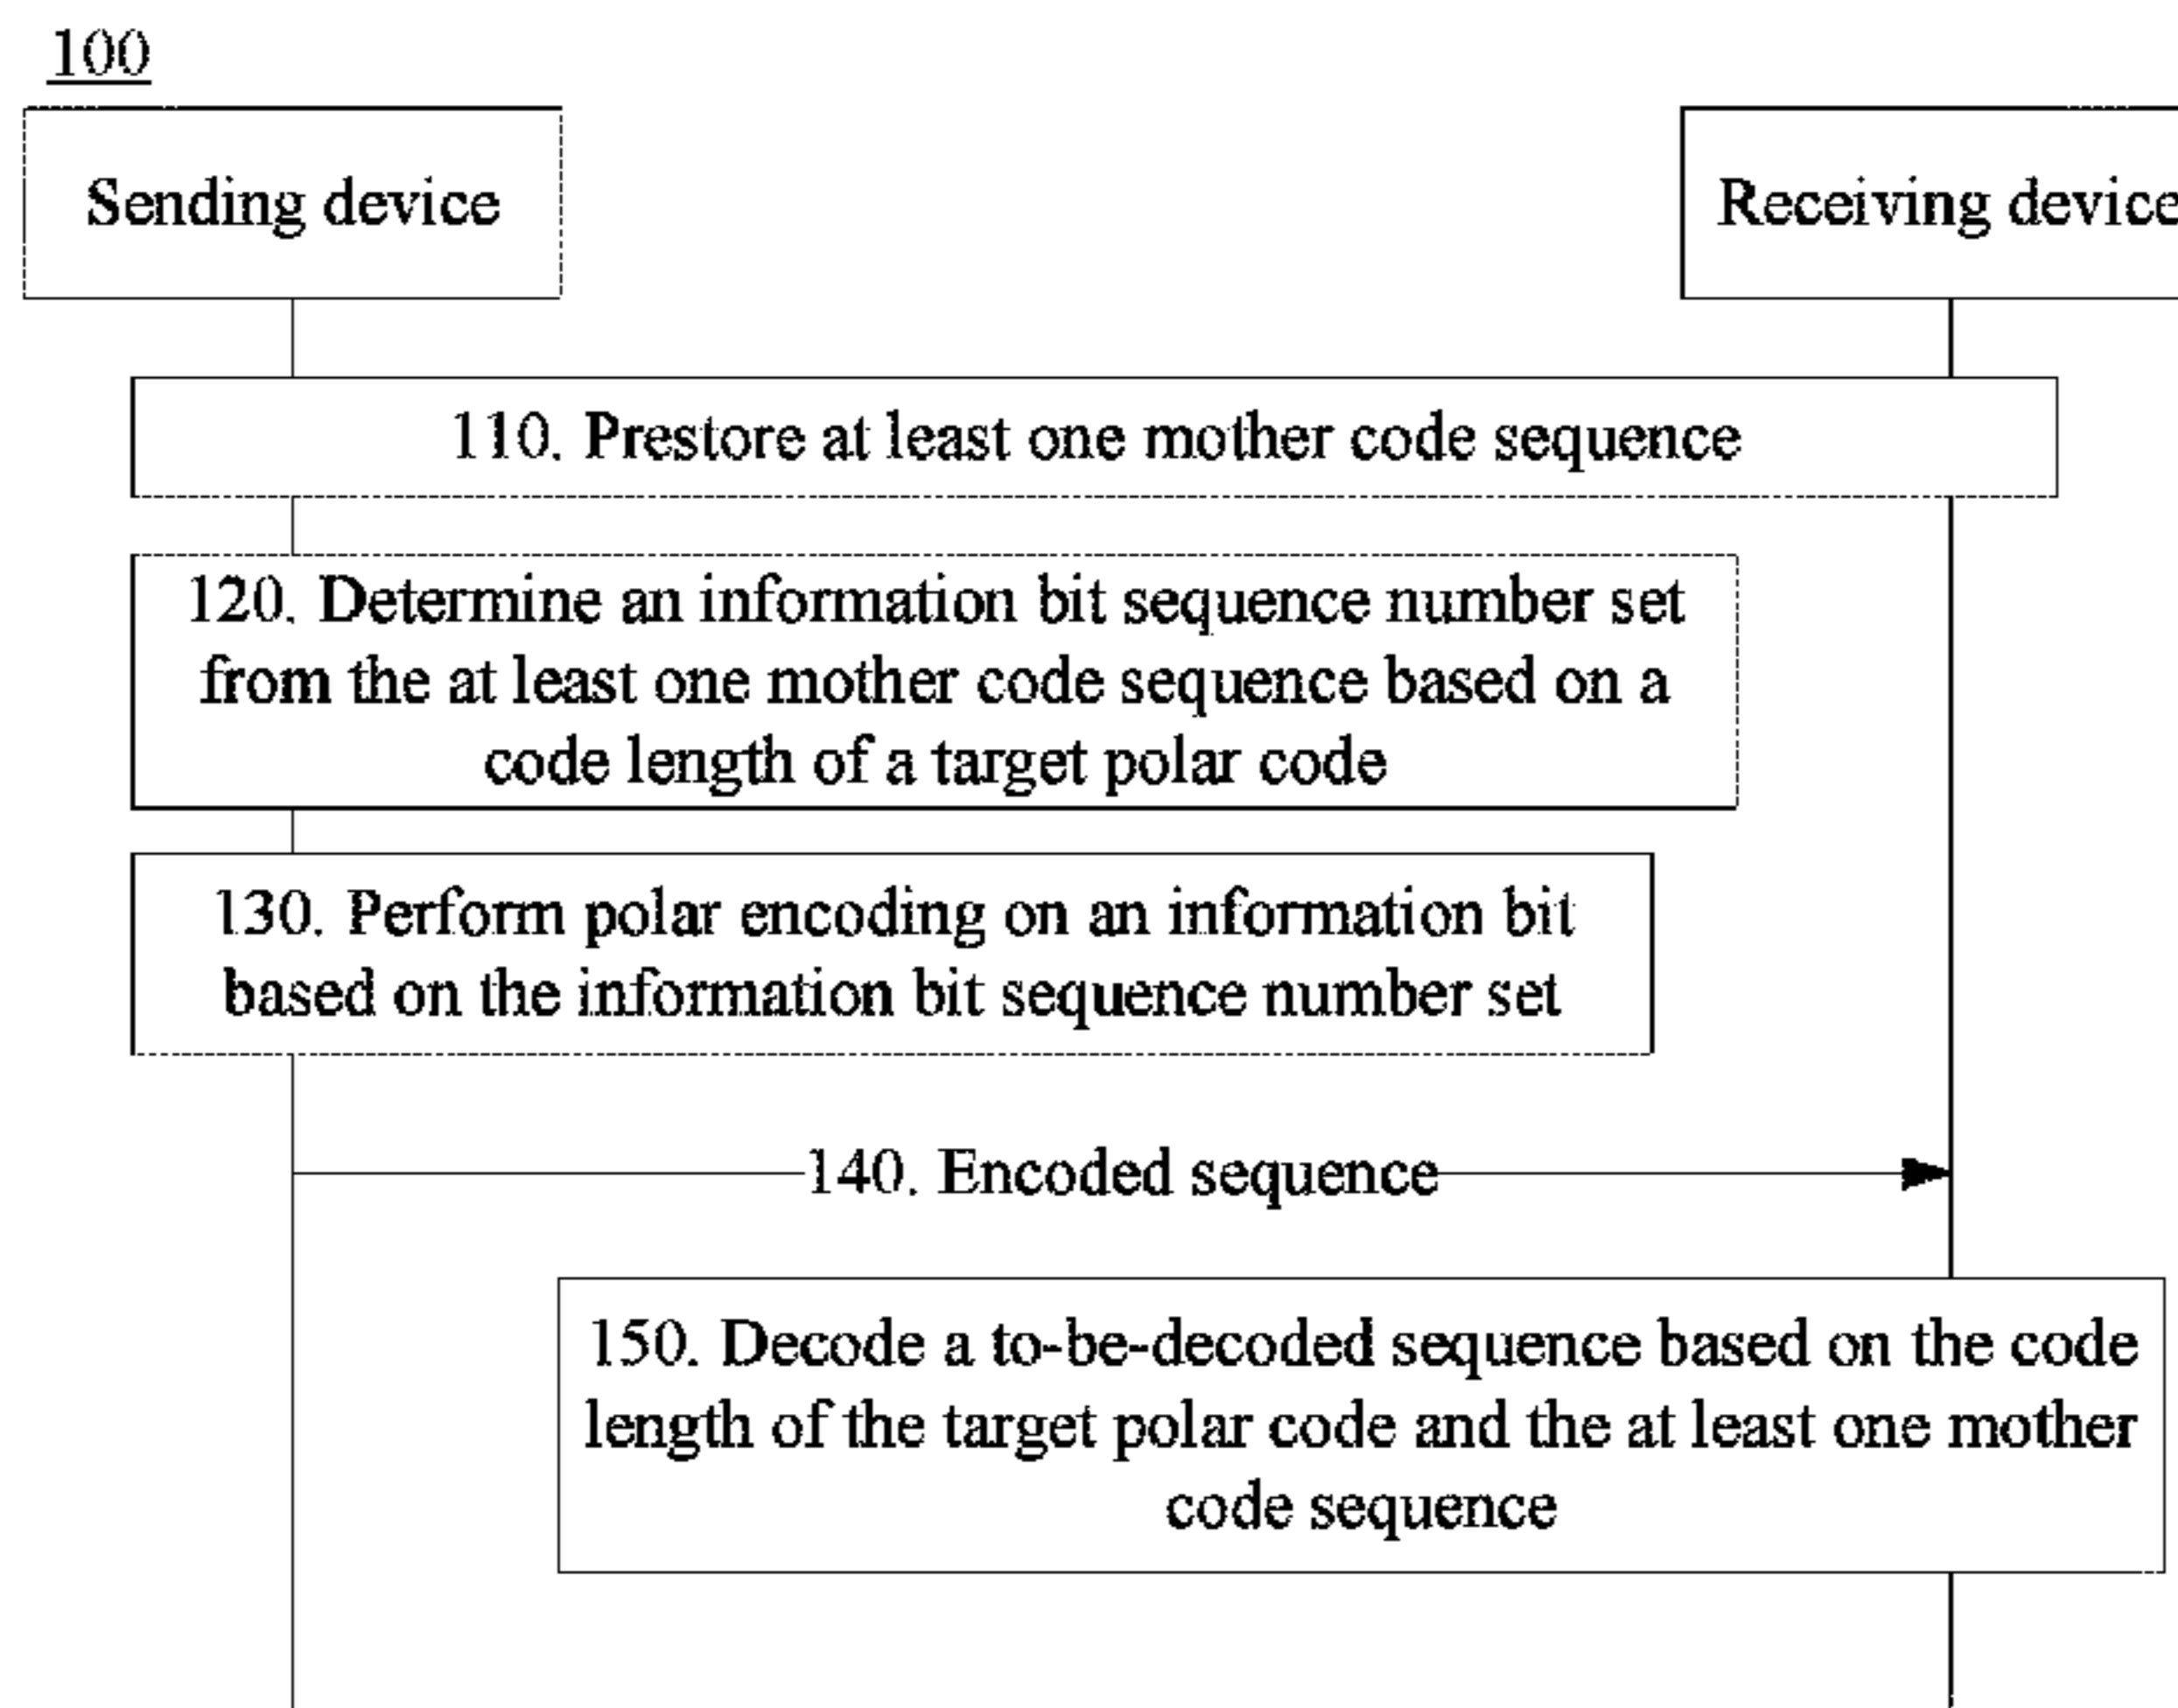 100
Sending device
Receiving device
110. Prestore at least one mother code sequence
120. Determine an information bit sequence number set
from the at least one mother code sequence based on a
code length of a target polar code
130. Perform polar encoding on an information bit
based on the information bit sequence number set
140. Encoded sequence
150. Decode a to-be-decoded sequence based on the code
length of the target polar code and the at least one mother
code sequence